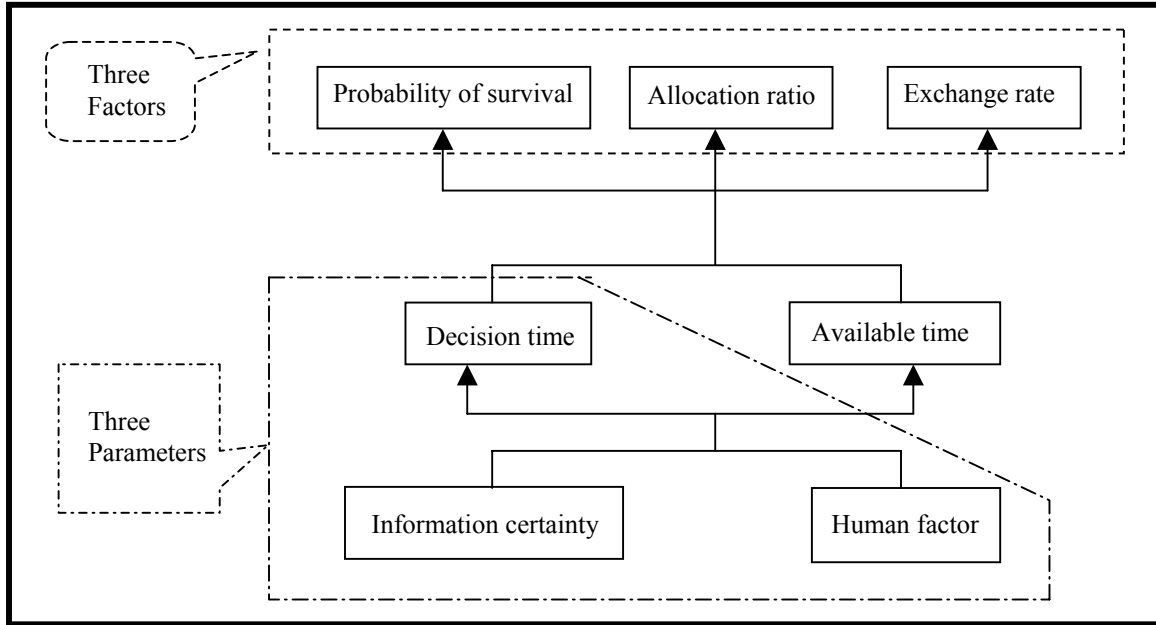 Three
Factors
Probability of survival
Allocation ratio
Exchange rate
Decision time
Available time
Three
Parameters
Information certainty
Human factor